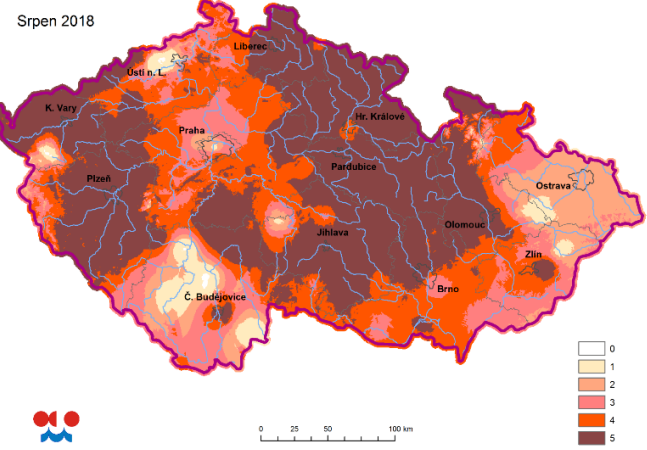 Srpen 2018
Liberec
Ústí n. L.
K. Vary
Hr. Králové
Praha
Pardubice
Plzeň
Ostrava
Jihlava
Olomouc
Zlín
Č. Budějovice
Brno
0
1
2
3
4
5
0 25 50 100 km